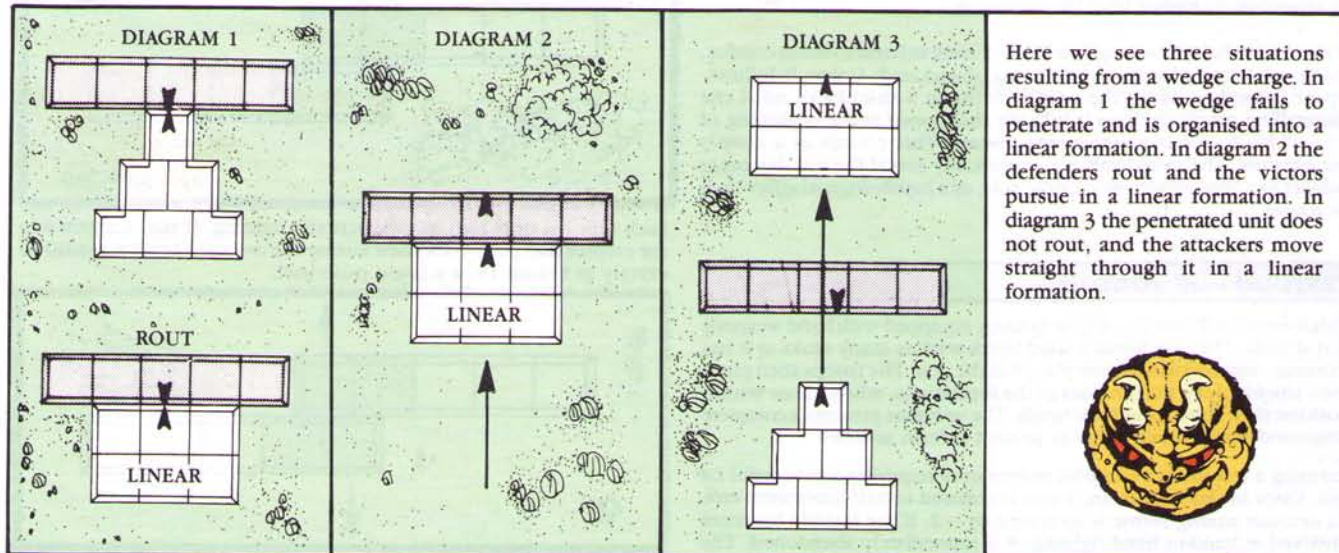 DIAGRAM 1
ROUT
LINEAR
DIAGRAM 2
LINEAR
DIAGRAM 3
LINEAR
Here we see three situations
resulting from a wedge charge. In
diagram 1 the wedge fails to
penetrate and is organised into a
linear formation. In diagram 2 the
defenders rout and the victors
pursue in a linear formation. In
diagram 3 the penetrated unit does
not rout, and the attackers move
straight through it in a linear
formation.